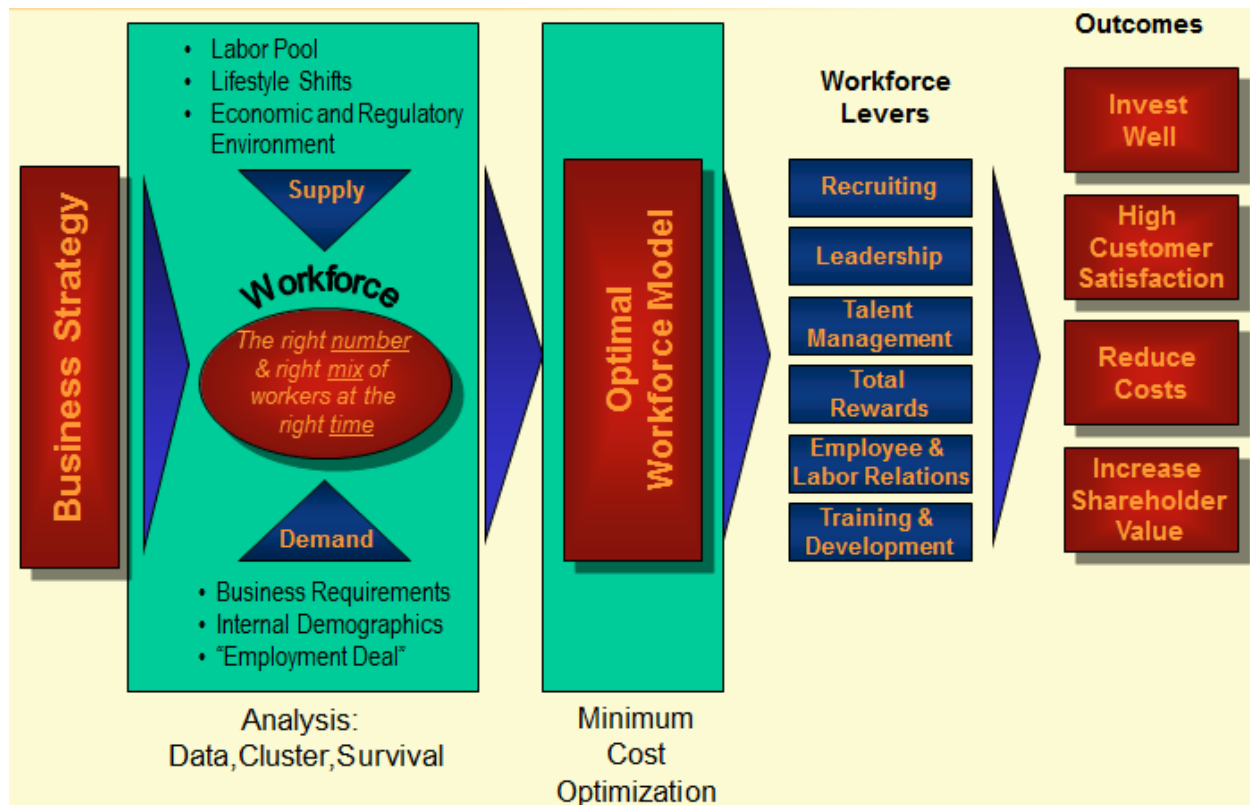 Business Strategy
• Labor Pool
• Lifestyle Shifts
• Economic and Regulatory
Environment
Supply
Workforce
The right number
& right mix of
workers at the
right time
Demand
• Business Requirements
• Internal Demographics
• “Employment Deal”
Analysis:
Data,Cluster,Survival
Optimal
Workforce Model
Minimum
Cost
Optimization
Workforce
Levers
Recruiting
Leadership
Talent
Management
Total
Rewards
Employee &
Labor Relations
Training &
Development
Outcomes
Invest
Well
High
Customer
Satisfaction
Reduce
Costs
Increase
Shareholder
Value